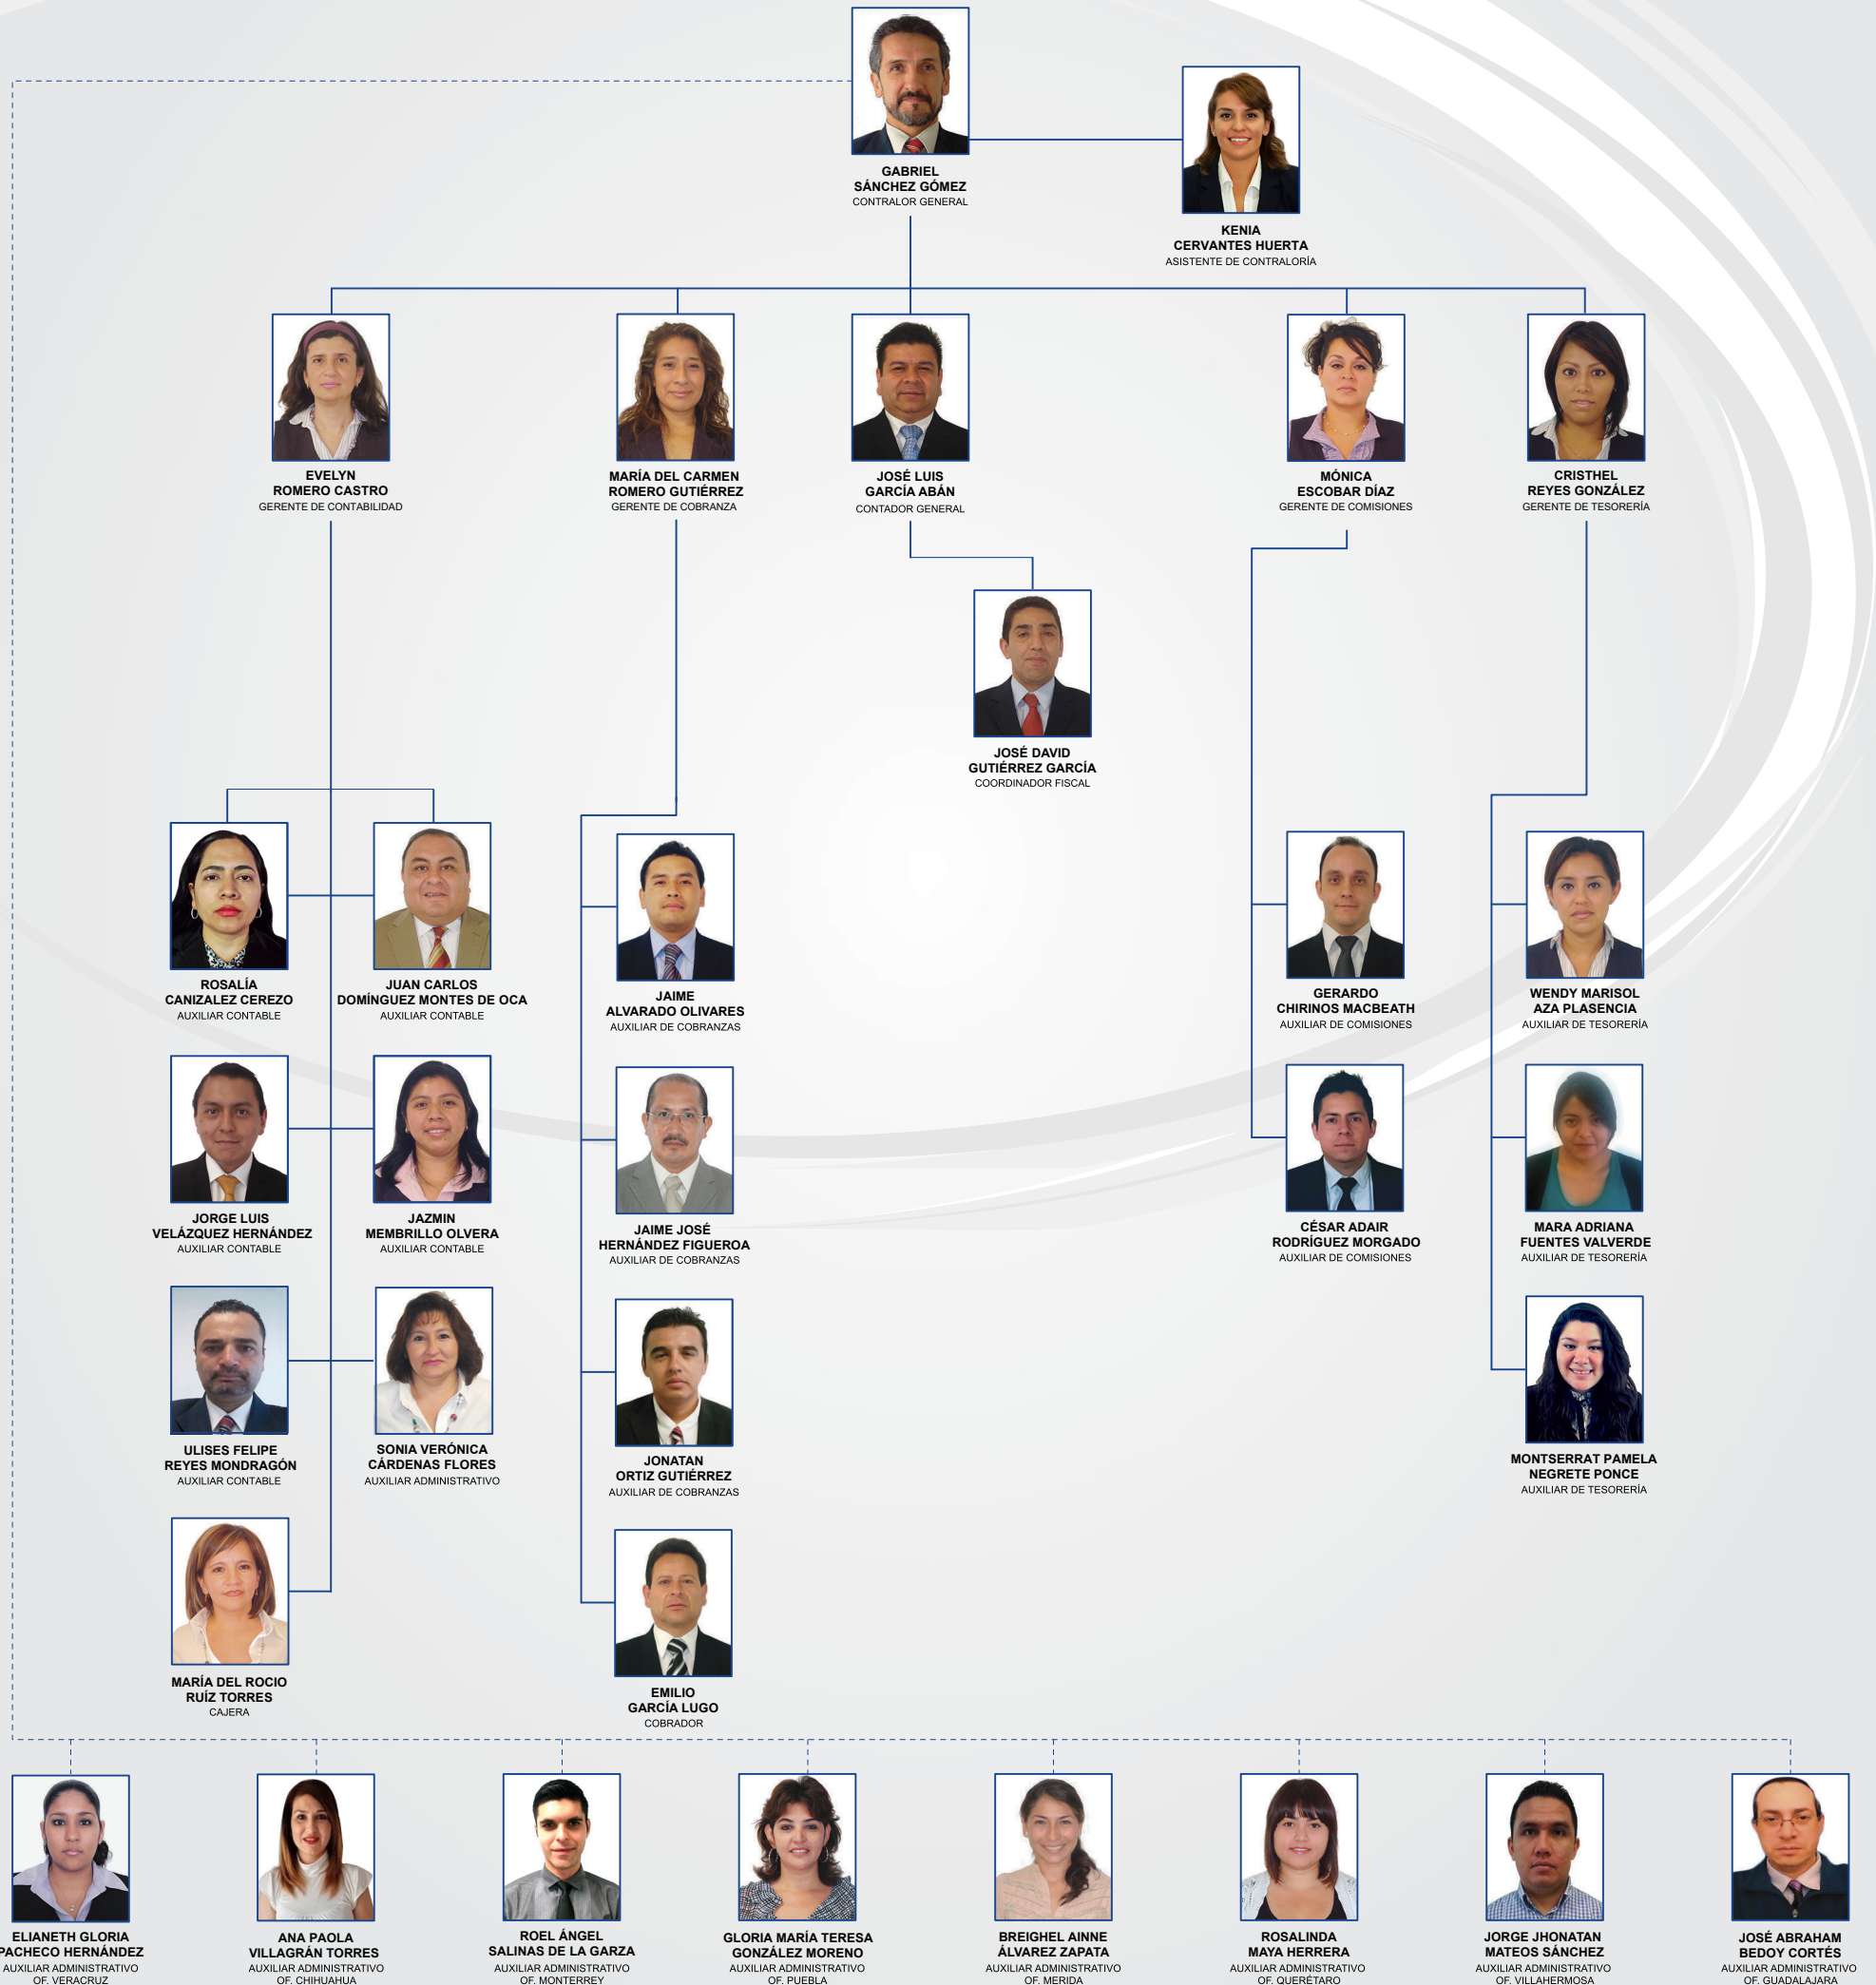 GABRIEL
SÁNCHEZ GÓMEZ
CONTRALOR GENERAL
KENIA
CERVANTES HUERTA
ASISTENTE DE CONTRALORÍA
EVELYN
ROMERO CASTRO
GERENTE DE CONTABILIDAD
MARÍA DEL CARMEN
ROMERO GUTIÉRREZ
GERENTE DE COBRANZA
JOSÉ LUIS
GARCÍA ABÁN
CONTADOR GENERAL
MÓNICA
ESCOBAR DÍAZ
GERENTE DE COMISIONES
CRISTHEL
REYES GONZÁLEZ
GERENTE DE TESORERÍA
JOSÉ DAVID
GUTIÉRREZ GARCÍA
COORDINADOR FISCAL
ROSALÍA
CANIZALEZ CEREZO
AUXILIAR CONTABLE
JUAN CARLOS
DOMÍNGUEZ MONTES DE OCA
AUXILIAR CONTABLE
JAIME
ALVARADO OLIVARES
AUXILIAR DE COBRANZAS
GERARDO
CHIRINOS MACBEATH
AUXILIAR DE COMISIONES
WENDY MARISOL
AZA PLASENCIA
AUXILIAR DE TESORERÍA
JORGE LUIS
VELÁZQUEZ HERNÁNDEZ
AUXILIAR CONTABLE
JAZMIN
MEMBRILLO OLVERA
AUXILIAR CONTABLE
JAIME JOSÉ
HERNÁNDEZ FIGUEROA
AUXILIAR DE COBRANZAS
CÉSAR ADAIR
RODRÍGUEZ MORGADO
AUXILIAR DE COMISIONES
MARA ADRIANA
FUENTES VALVERDE
AUXILIAR DE TESORERÍA
ULISES FELIPE
REYES MONDRAGÓN
AUXILIAR CONTABLE
SONIA VERÓNICA
CÁRDENAS FLORES
AUXILIAR ADMINISTRATIVO
JONATAN
ORTIZ GUTIÉRREZ
AUXILIAR DE COBRANZAS
MONTSERRAT PAMELA
NEGRETE PONCE
AUXILIAR DE TESORERÍA
MARÍA DEL ROCIO
RUÍZ TORRES
CAJERA
EMILIO
GARCÍA LUGO
COBRADOR
ELIANETH GLORIA
PACHECO HERNÁNDEZ
AUXILIAR ADMINISTRATIVO
OF. VERACRUZ
ANA PAOLA
VILLAGRÁN TORRES
AUXILIAR ADMINISTRATIVO
OF. CHIHUAHUA
ROEL ÁNGEL
SALINAS DE LA GARZA
AUXILIAR ADMINISTRATIVO
OF. MONTERREY
GLORIA MARÍA TERESA
GONZÁLEZ MORENO
AUXILIAR ADMINISTRATIVO
OF. PUEBLA
BREIGHEL AINNE
ÁLVAREZ ZAPATA
AUXILIAR ADMINISTRATIVO
OF. MERIDA
ROSALINDA
MAYA HERRERA
AUXILIAR ADMINISTRATIVO
OF. QUERÉTARO
JORGE JHONATAN
MATEOS SÁNCHEZ
AUXILIAR ADMINISTRATIVO
OF. VILLAHERMOSA
JOSÉ ABRAHAM
BEDOY CORTÉS
AUXILIAR ADMINISTRATIVO
OF. GUADALAJARA